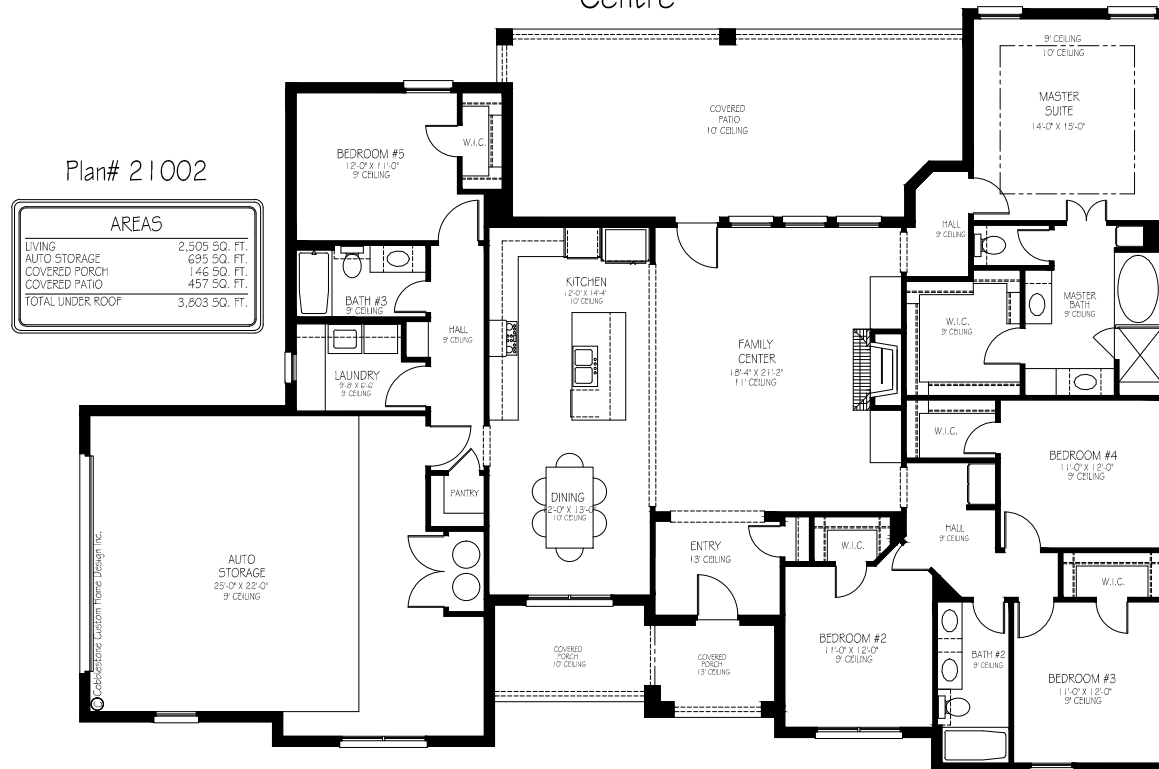 Centre
Plan# 21002
AREAS
LIVING 2,505 SQ. FT.
AUTO STORAGE 695 SQ. FT.
COVERED PORCH 146 SQ. FT.
COVERED PATIO 457 SQ. FT.
TOTAL UNDER ROOF 3,803 SQ. FT.
COVERED
PATIO
10' CEILING
9' CEILING
10' CEILING
MASTER
SUITE
14'-0" X 15'-0"
BEDROOM #5
12'-0" X 11'-0"
9' CEILING
W.I.C.
HALL
9' CEILING
BATH #3
9' CEILING
HALL
9' CEILING
KITCHEN
12'-0" X 14'-4"
10' CEILING
MASTER
BATH
9' CEILING
W.I.C.
9' CEILING
FAMILY
CENTER
18'-4" X 21'-2"
11' CEILING
LAUNDRY
9'-8" X 6'-6"
9' CEILING
W.I.C.
BEDROOM #4
11'-0" X 12'-0"
9' CEILING
PANTRY
DINING
12'-0" X 13'-0"
10' CEILING
HALL
9' CEILING
ENTRY
13' CEILING
W.I.C.
W.I.C.
AUTO
STORAGE
25'-0" X 22'-0"
9' CEILING
© Cobblestone Custom Home Design Inc.
COVERED
PORCH
10' CEILING
COVERED
PORCH
13' CEILING
BEDROOM #2
11'-0" X 12'-0"
9' CEILING
BATH #2
9' CEILING
BEDROOM #3
11'-0" X 12'-0"
9' CEILING